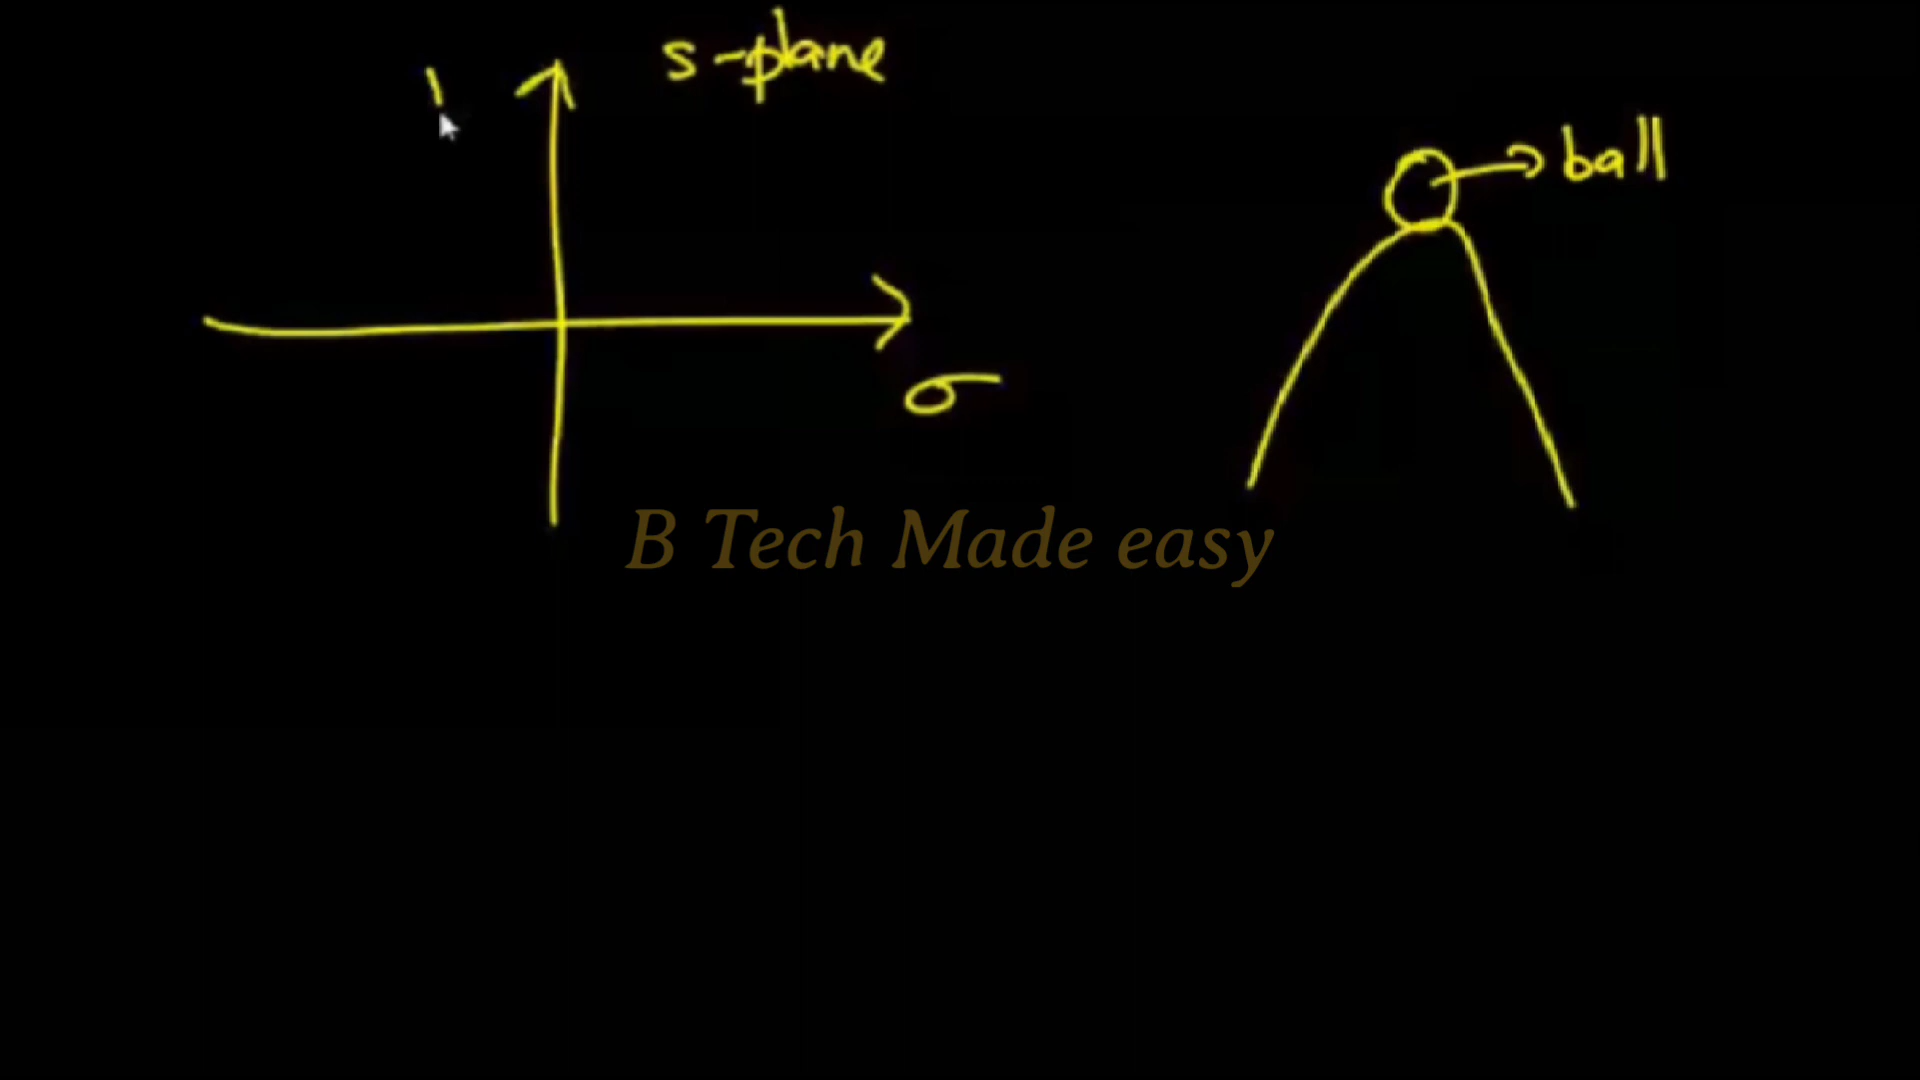 s-plane
ball
σ
B Tech Made easy